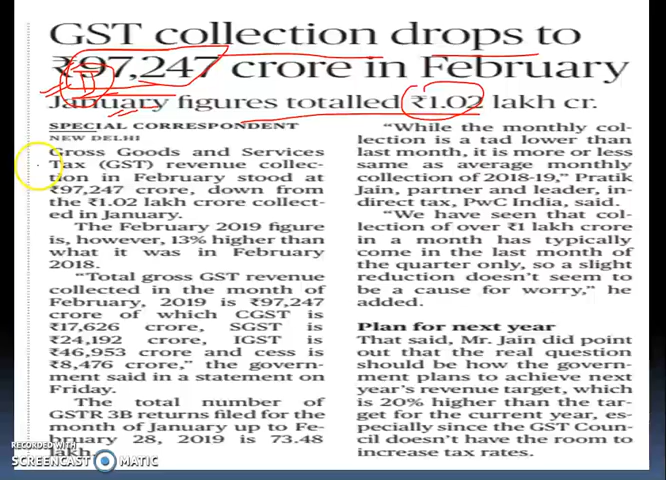 GST collection drops to
₹97,247 crore in February
January figures totalled ₹1.02 lakh cr.
SPECIAL CORRESPONDENT
NEW DELHI
Gross Goods and Services
Tax (GST) revenue collec-
tion in February stood at
₹97,247 crore, down from
the ₹1.02 lakh crore collect-
ed in January.
The February 2019 figure
is, however, 13% higher than
what it was in February
2018.
"Total gross GST revenue
collected in the month of
February, 2019 is ₹97,247
crore of which CGST is
₹17,626 crore, SGST is
₹24,192 crore, IGST is
₹46,953 crore and cess is
₹8,476 crore," the govern-
ment said in a statement on
Friday.
The total number of
GSTR 3B returns filed for the
month of January up to Fe-
bruary 28, 2019 is 73.48
lakh.
"While the monthly col-
lection is a tad lower than
last month, it is more or less
same as average monthly
collection of 2018-19," Pratik
Jain, partner and leader, in-
direct tax, PwC India, said.
"We have seen that col-
lection of over ₹1 lakh crore
in a month has typically
come in the last month of
the quarter only, so a slight
reduction doesn't seem to
be a cause for worry," he
added.
Plan for next year
That said, Mr. Jain did point
out that the real question
should be how the govern-
ment plans to achieve next
year's revenue target, which
is 20% higher than the tar-
get for the current year, es-
pecially since the GST Coun-
cil doesn't have the room to
increase tax rates.
RECORDED WITH
SCREENCAST MATIC